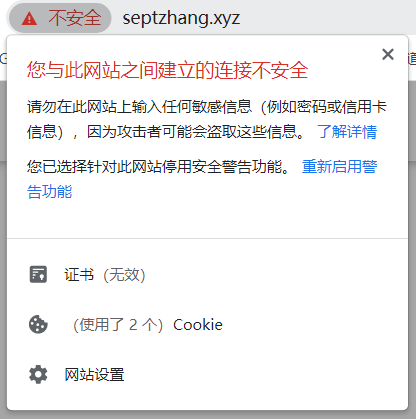 不安全 septzhang.xyz
您与此网站之间建立的连接不安全
请勿在此网站上输入任何敏感信息（例如密码或信用卡
信息），因为攻击者可能会盗取这些信息。 了解详情
您已选择针对此网站停用安全警告功能。 重新启用警
告功能
证书（无效）
（使用了 2 个）Cookie
网站设置